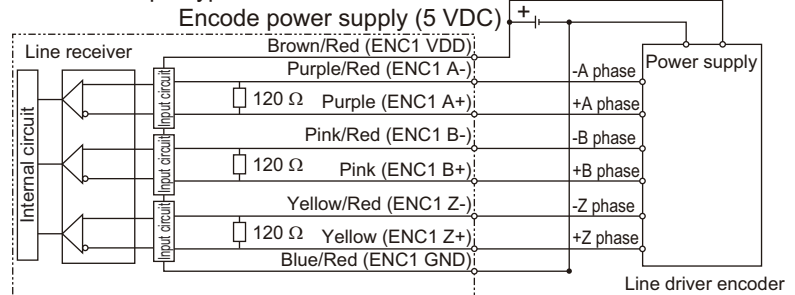 Encode power supply (5 VDC)
+
Line receiver
Brown/Red (ENC1 VDD)
Power supply
Purple/Red (ENC1 A-)
-A phase
Input circuit
120 Ω
Purple (ENC1 A+)
+A phase
Internal circuit
Pink/Red (ENC1 B-)
-B phase
Input circuit
120 Ω
Pink (ENC1 B+)
+B phase
Yellow/Red (ENC1 Z-)
-Z phase
Input circuit
120 Ω
Yellow (ENC1 Z+)
+Z phase
Blue/Red (ENC1 GND)
Line driver encoder